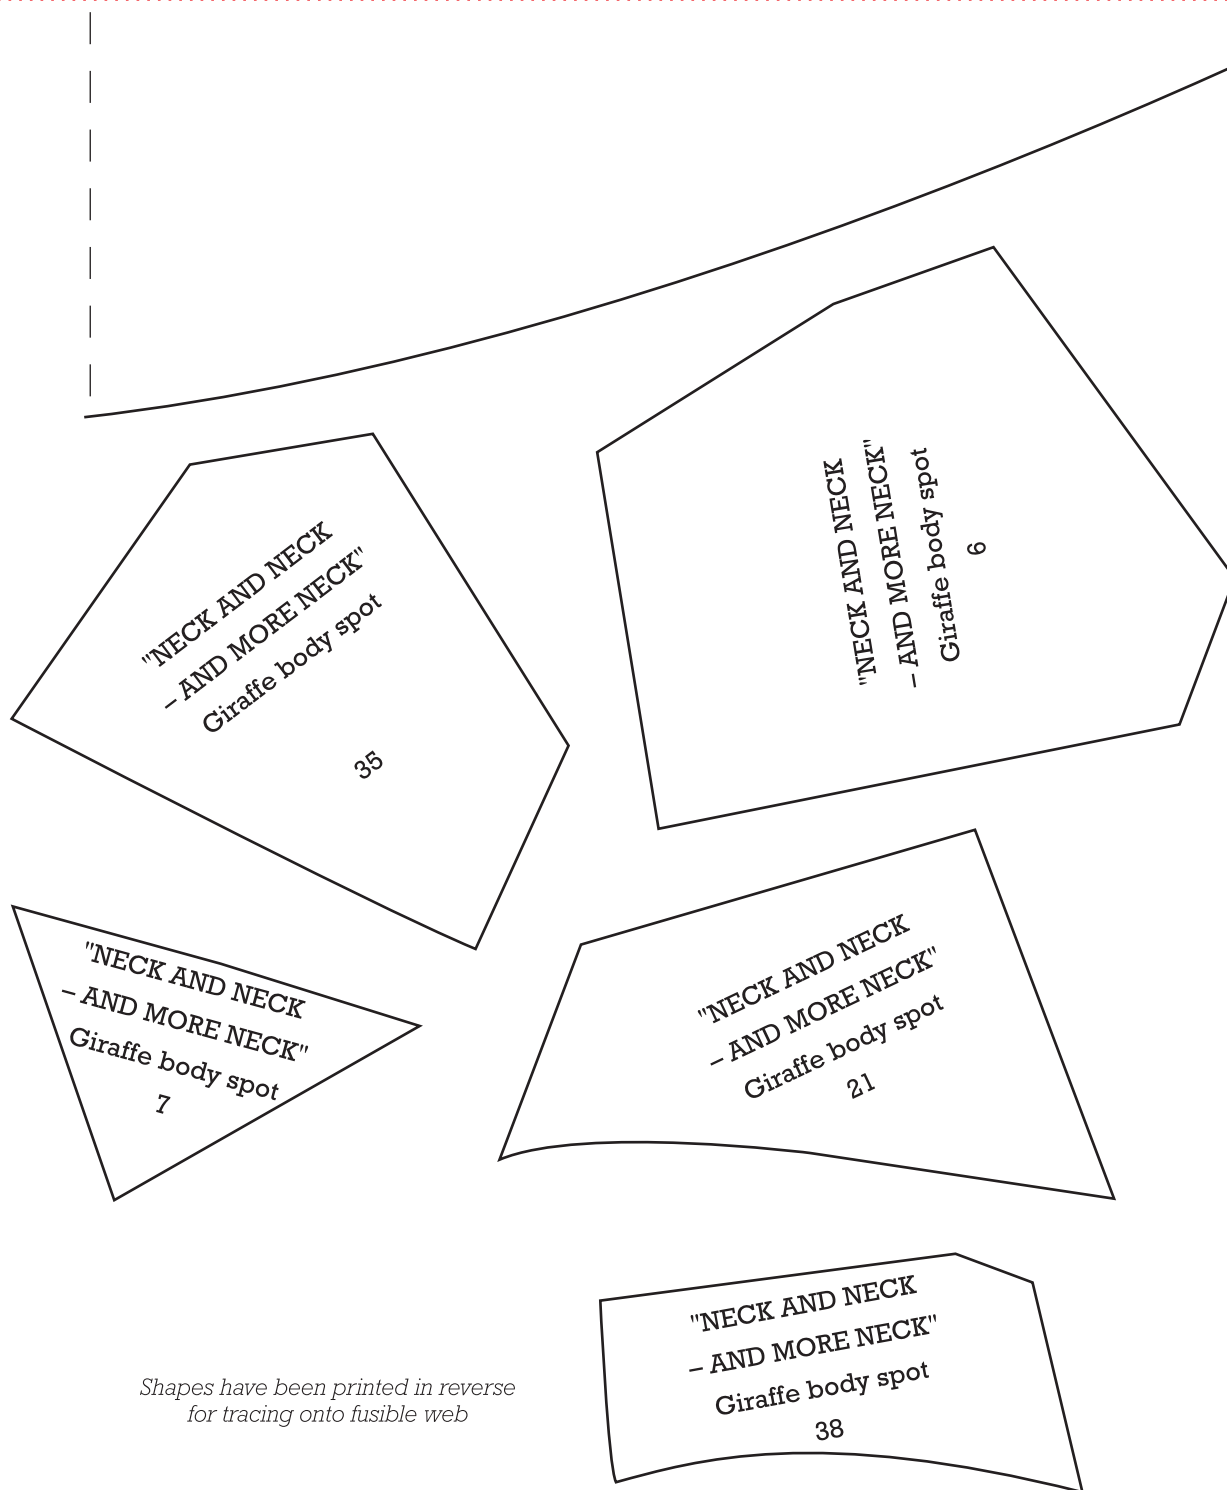 "NECK AND NECK
– AND MORE NECK"
Giraffe body spot
35
"NECK AND NECK
– AND MORE NECK"
Giraffe body spot
6
"NECK AND NECK
– AND MORE NECK"
Giraffe body spot
7
"NECK AND NECK
– AND MORE NECK"
Giraffe body spot
21
"NECK AND NECK
– AND MORE NECK"
Giraffe body spot
38
Shapes have been printed in reverse
for tracing onto fusible web